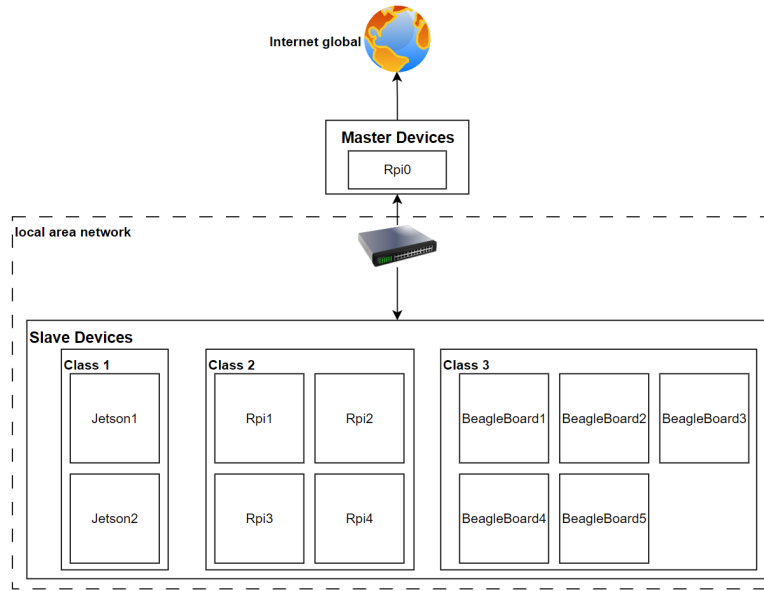 Internet global
Master Devices
Rpi0
local area network
Slave Devices
Class 1
Class 2
Class 3
Jetson1
Rpi1
Rpi2
BeagleBoard1
BeagleBoard2
BeagleBoard3
Jetson2
Rpi3
Rpi4
BeagleBoard4
BeagleBoard5